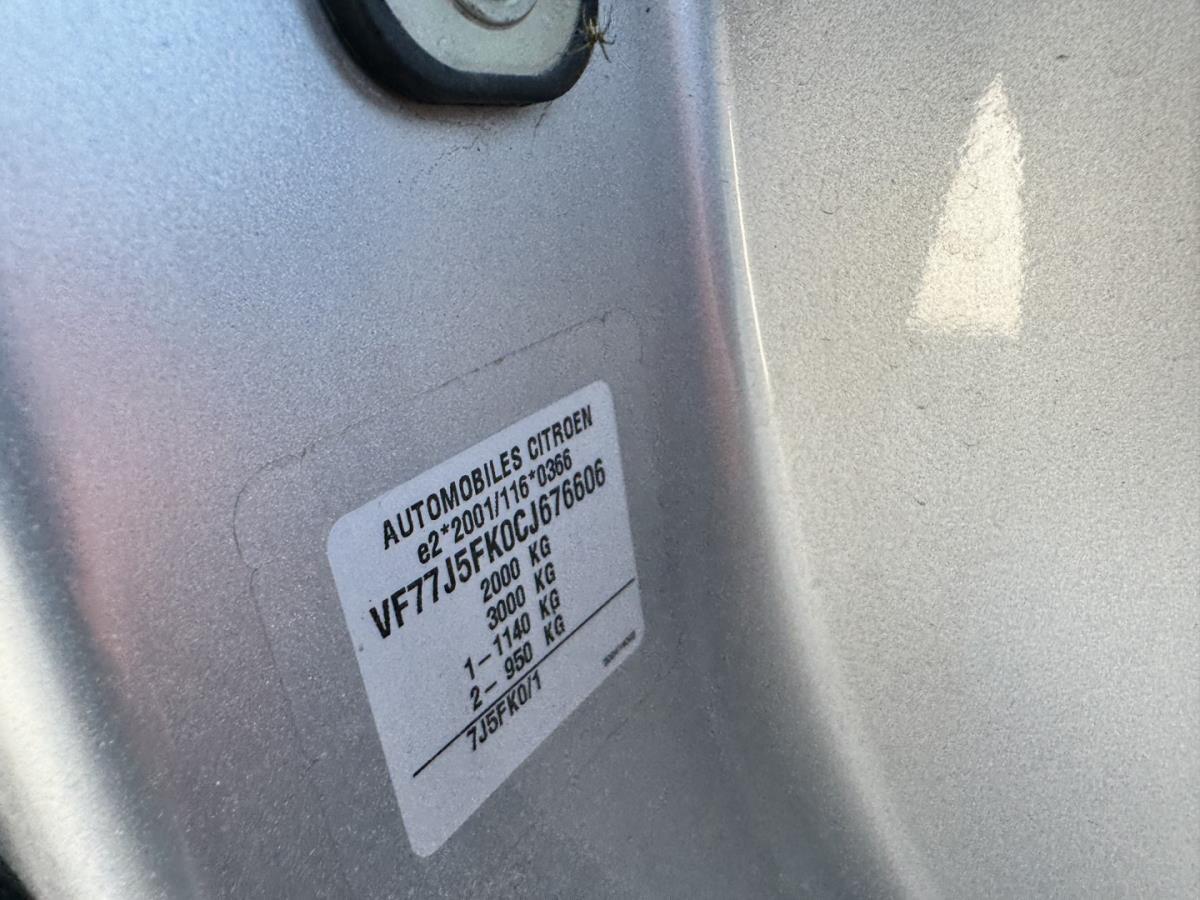 AUTOMOBILES CITROEN
e2*2001/116*0366
VF77J5FK0CJ676606
2000 KG
3000 KG
1– 1140 KG
2– 950 KG
7J5FK0/1